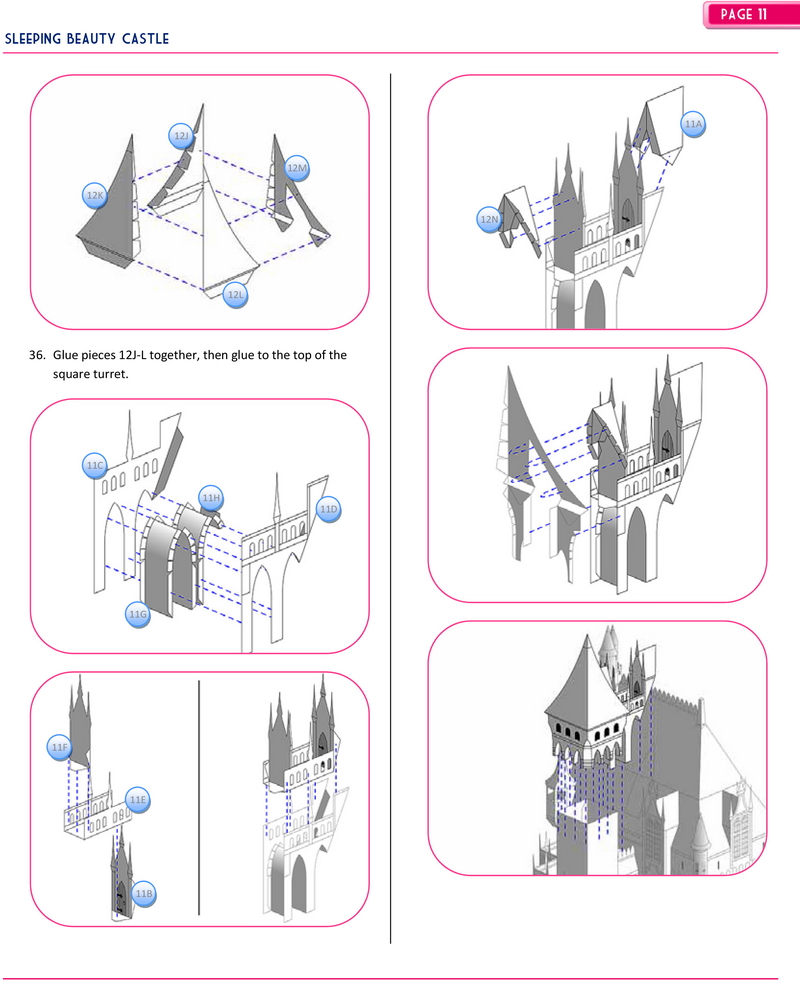 PAGE 11
SLEEPING BEAUTY CASTLE
12J
12K
12M
12L
36. Glue pieces 12J-L together, then glue to the top of the
square turret.
11C
11H
11D
11G
11F
11E
11B
11A
12N